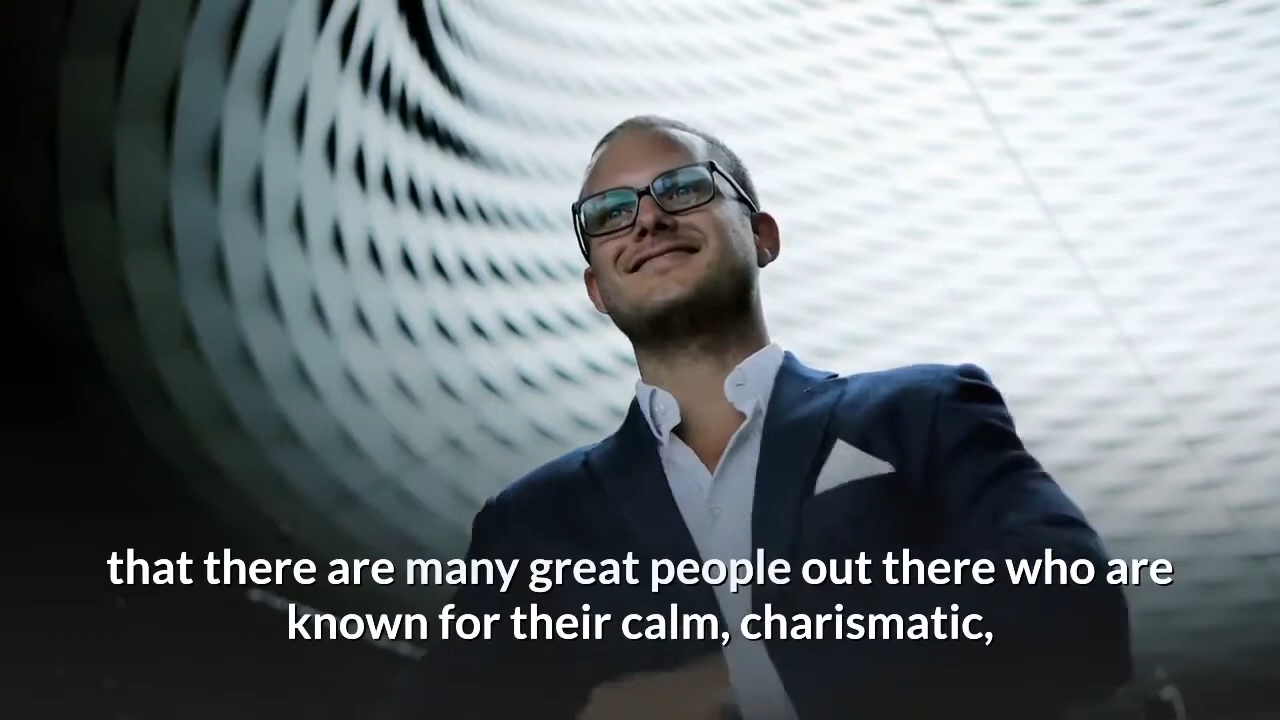 that there are many great people out there who are
known for their calm, charismatic,